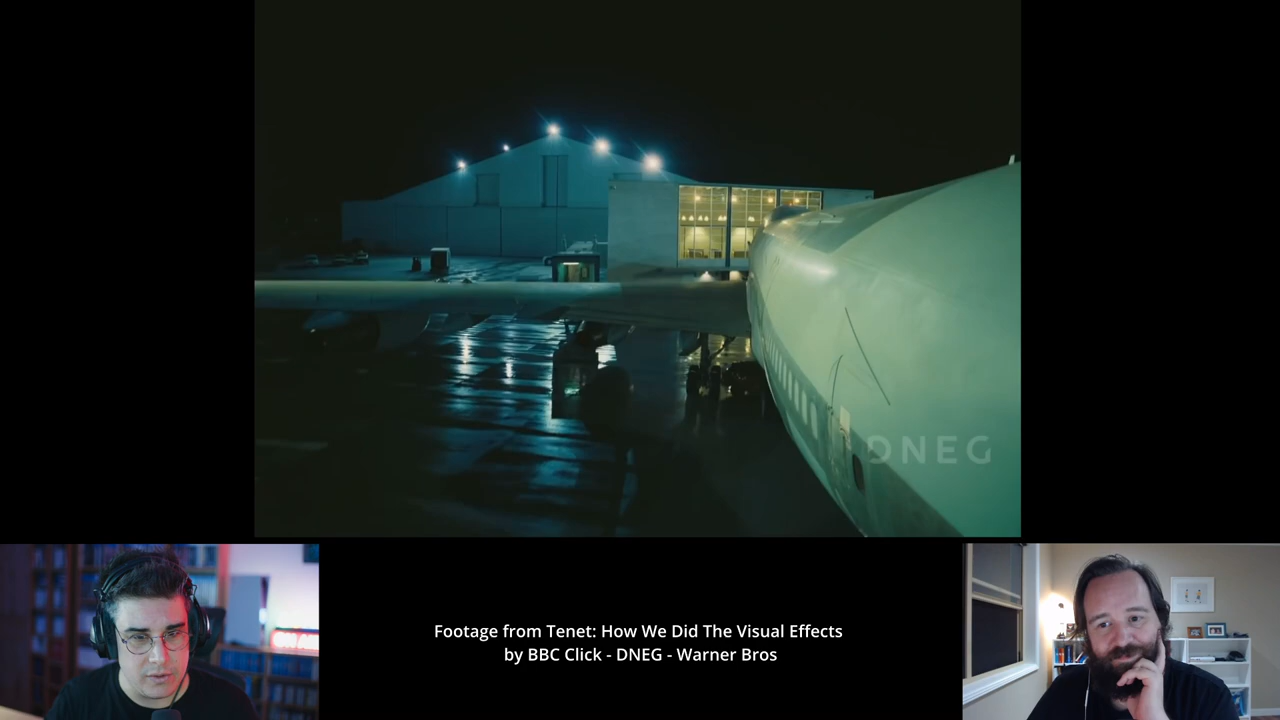 DNEG
Footage from Tenet: How We Did The Visual Effects
by BBC Click - DNEG - Warner Bros